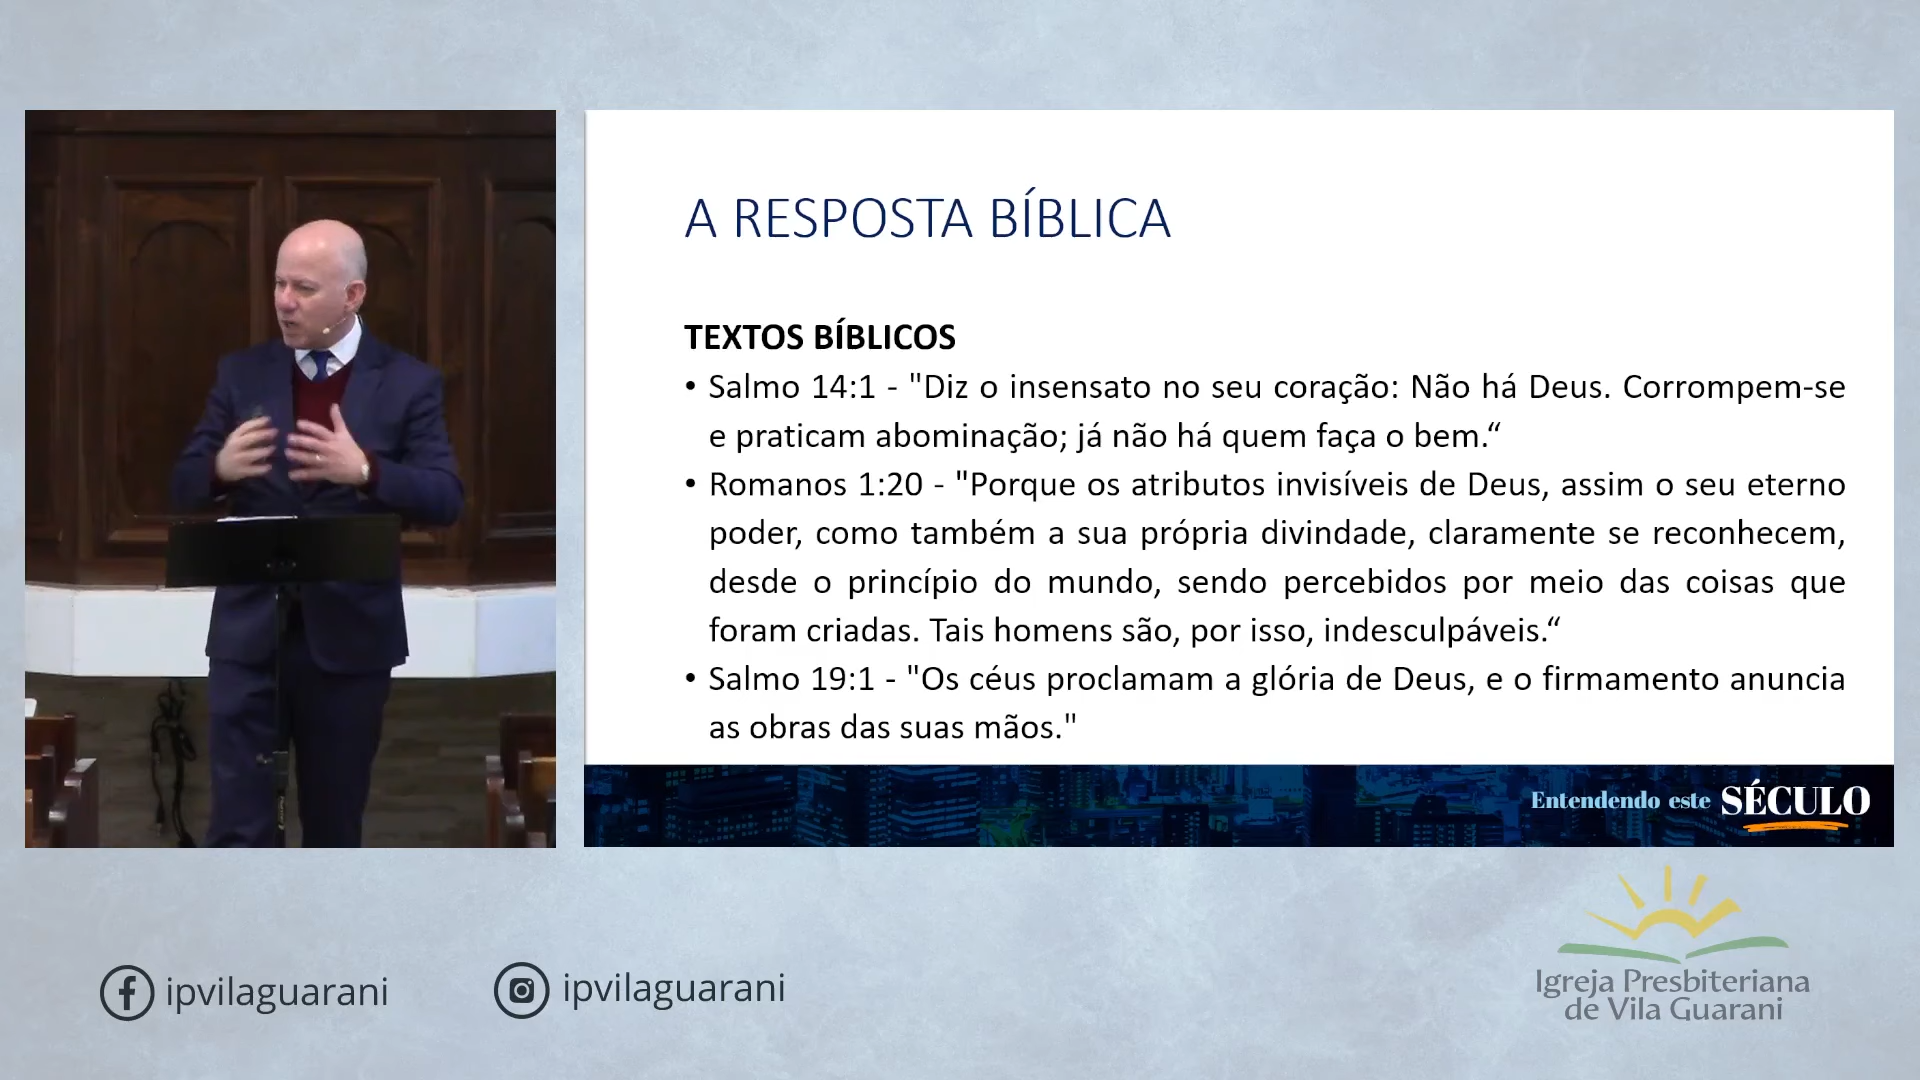 A RESPOSTA BÍBLICA
TEXTOS BÍBLICOS
• Salmo 14:1 - "Diz o insensato no seu coração: Não há Deus. Corrompem-se
e praticam abominação; já não há quem faça o bem.“
• Romanos 1:20 - "Porque os atributos invisíveis de Deus, assim o seu eterno
poder, como também a sua própria divindade, claramente se reconhecem,
desde o princípio do mundo, sendo percebidos por meio das coisas que
foram criadas. Tais homens são, por isso, indesculpáveis.“
• Salmo 19:1 - "Os céus proclamam a glória de Deus, e o firmamento anuncia
as obras das suas mãos."
Entendendo este SÉCULO
ipvilaguarani
ipvilaguarani
Igreja Presbiteriana
de Vila Guarani